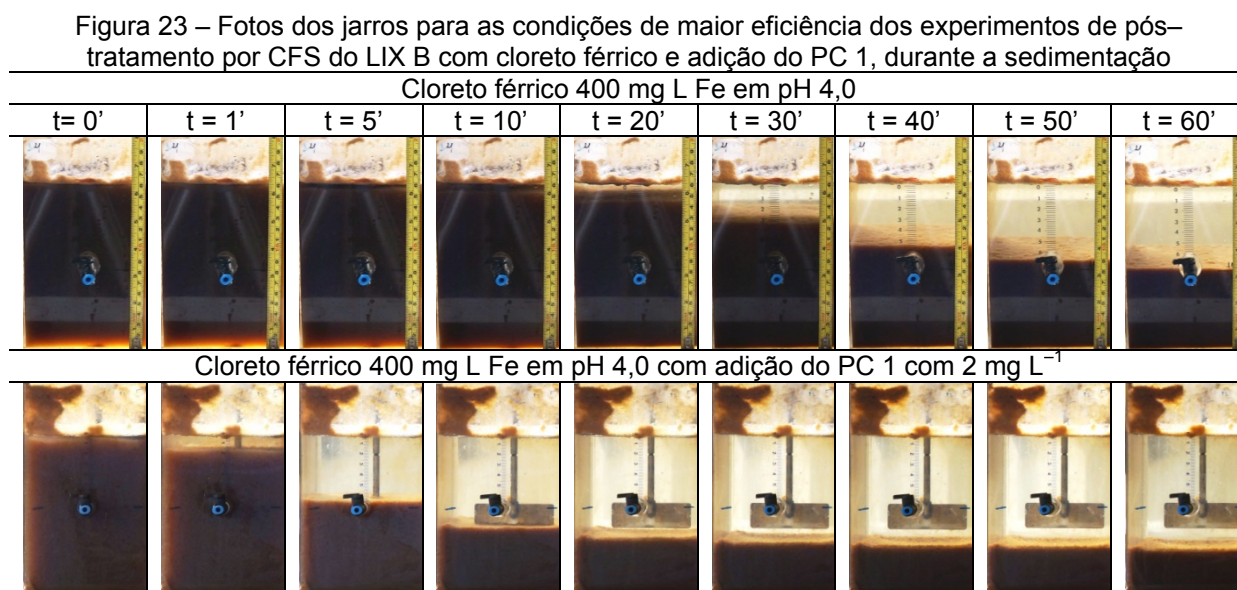 Figura 23 – Fotos dos jarros para as condições de maior eficiência dos experimentos de pós–
tratamento por CFS do LIX B com cloreto férrico e adição do PC 1, durante a sedimentação
Cloreto férrico 400 mg L Fe em pH 4,0
t= 0’ t = 1’ t = 5’ t = 10’ t = 20’ t = 30’ t = 40’ t = 50’ t = 60’
Cloreto férrico 400 mg L Fe em pH 4,0 com adição do PC 1 com 2 mg L⁻¹